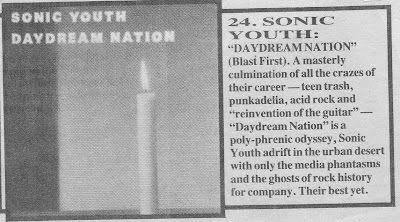 SONIC YOUTH
DAYDREAM NATION
24. SONIC
YOUTH:
“DAYDREAM NATION”
(Blast First). A masterly
culmination of all the crazes of
their career — teen trash,
punkadelia, acid rock and
“reinvention of the guitar” —
“Daydream Nation” is a
poly-phrenic odyssey, Sonic
Youth adrift in the urban desert
with only the media phantasms
and the ghosts of rock history
for company. Their best yet.